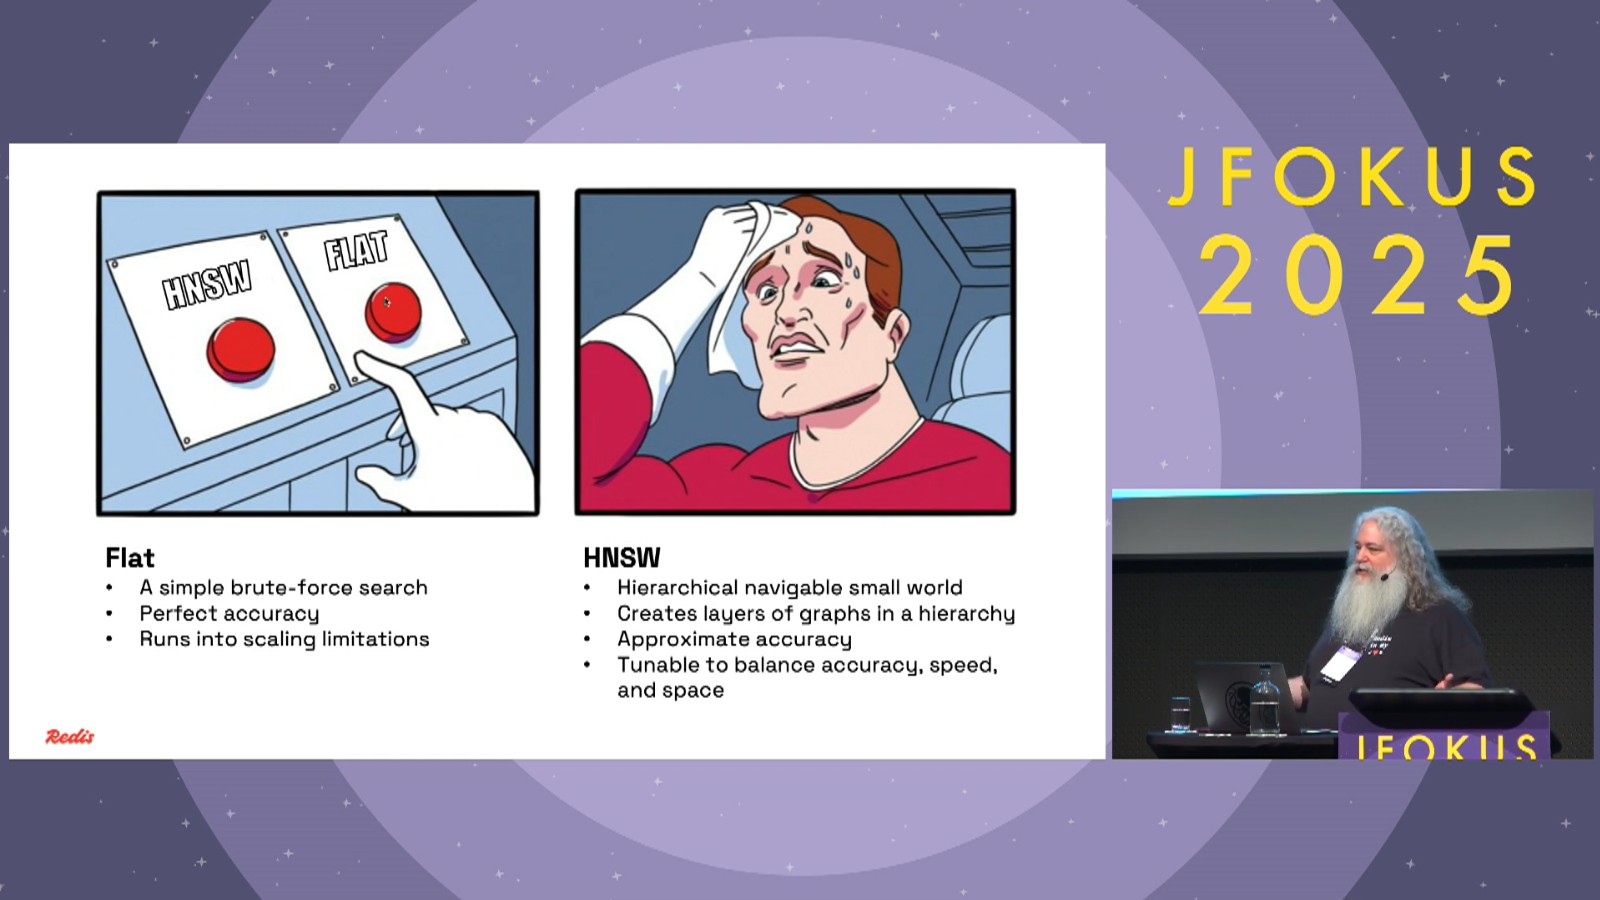 JFOKUS
2025
HNSW
FLAT
Flat
• A simple brute-force search
• Perfect accuracy
• Runs into scaling limitations
HNSW
• Hierarchical navigable small world
• Creates layers of graphs in a hierarchy
• Approximate accuracy
• Tunable to balance accuracy, speed,
and space
Redis
JFOKUS